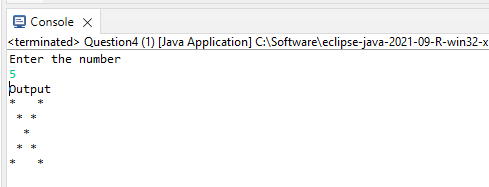 Console
<terminated> Question4 (1) [Java Application] C:\Software\eclipse-java-2021-09-R-win32-x
Enter the number
5
Output
*   *
 * *
  *
 * *
*   *